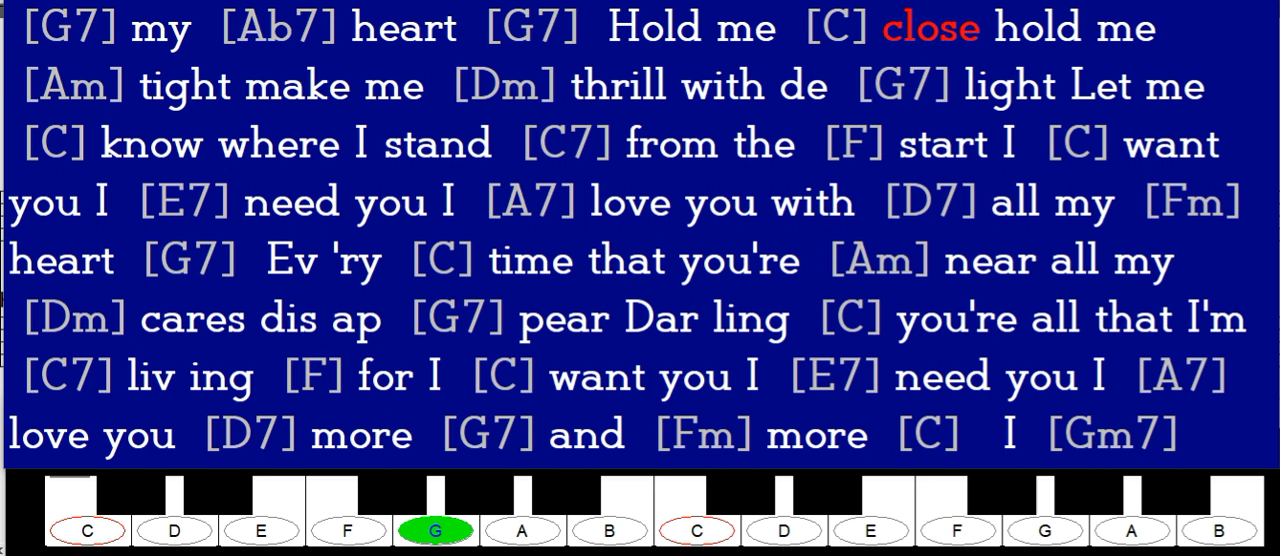 [G7] my [Ab7] heart [G7] Hold me [C] close hold me
[Am] tight make me [Dm] thrill with de [G7] light Let me
[C] know where I stand [C7] from the [F] start I [C] want
you I [E7] need you I [A7] love you with [D7] all my [Fm]
heart [G7] Ev 'ry [C] time that you're [Am] near all my
[Dm] cares dis ap [G7] pear Dar ling [C] you're all that I'm
[C7] liv ing [F] for I [C] want you I [E7] need you I [A7]
love you [D7] more [G7] and [Fm] more [C] I [Gm7]
C D E F G A B C D E F G A B